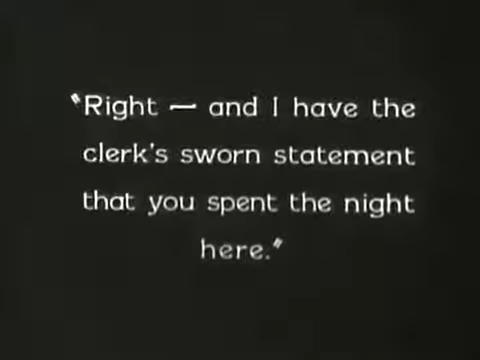 "Right — and I have the
clerk's sworn statement
that you spent the night
here."